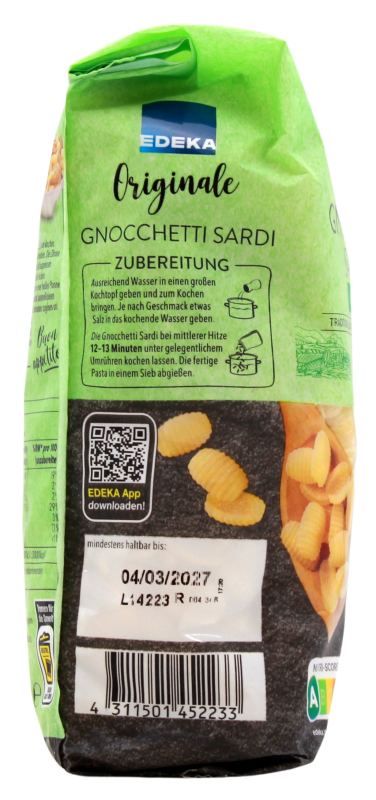 EDEKA
Originale
GNOCCHETTI SARDI
ZUBEREITUNG
Ausreichend Wasser in einen großen
Kochtopf geben und zum Kochen
bringen. Je nach Geschmack etwas
Salz in das kochende Wasser geben.
Die Gnocchetti Sardi bei mittlerer Hitze
12-13 Minuten unter gelegentlichem
Umrühren kochen lassen. Die fertige
Pasta in einem Sieb abgießen.
Buon
appetito
EDEKA App
downloaden!
mindestens haltbar bis:
04/03/2027
L14223 R
4 311501 452233
NUTRI-SCORE
A